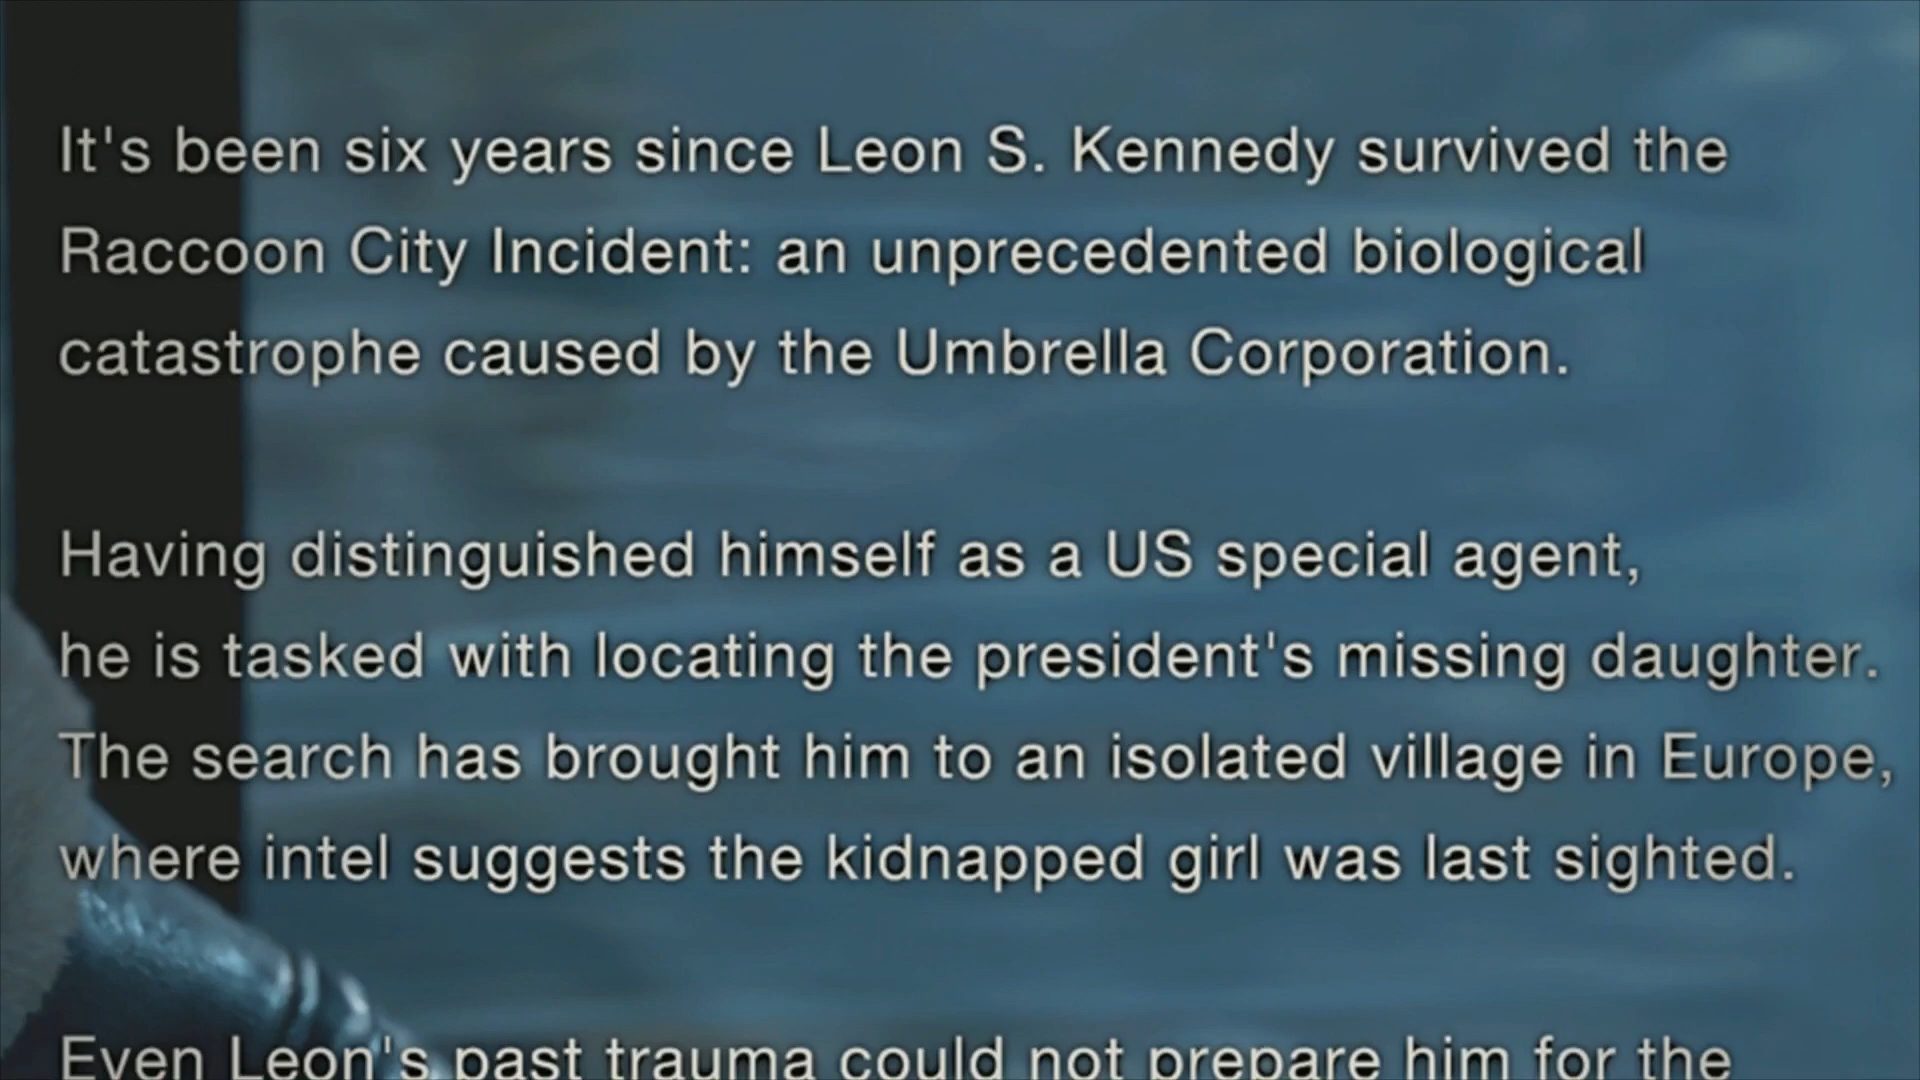 It's been six years since Leon S. Kennedy survived the
Raccoon City Incident: an unprecedented biological
catastrophe caused by the Umbrella Corporation.
Having distinguished himself as a US special agent,
he is tasked with locating the president's missing daughter.
The search has brought him to an isolated village in Europe,
where intel suggests the kidnapped girl was last sighted.
Even Leon's past trauma could not prepare him for the